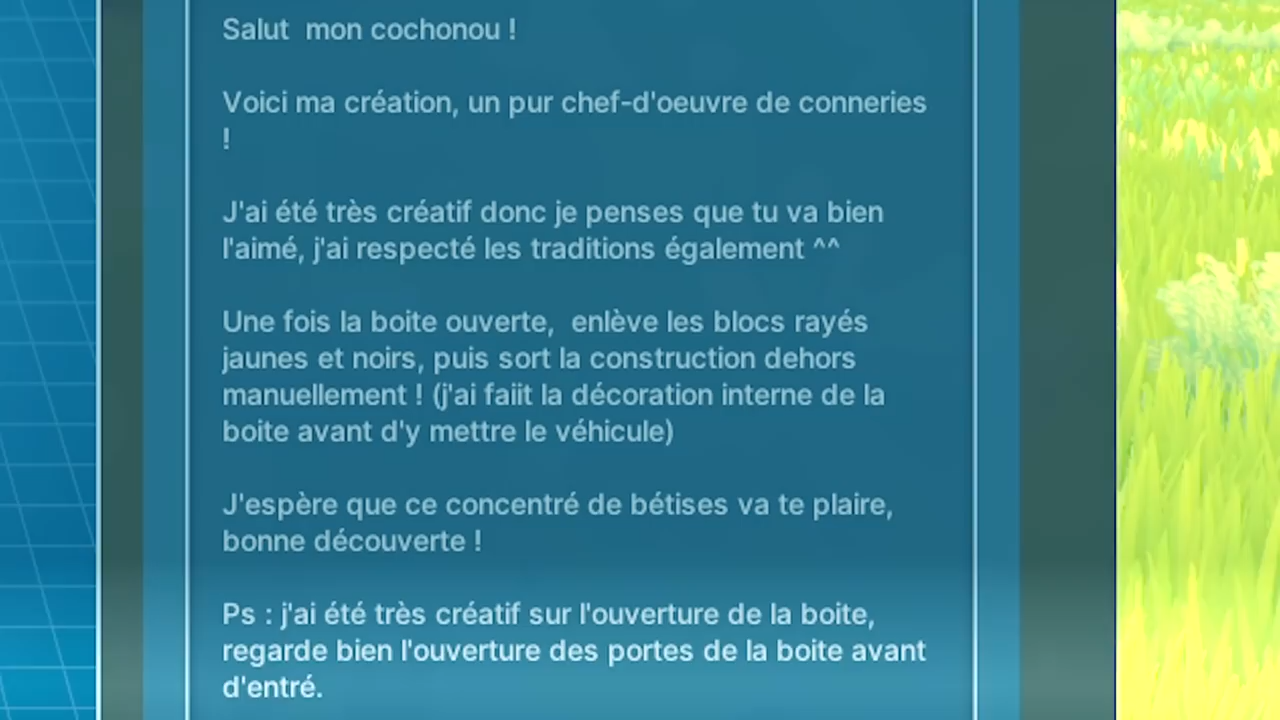 Salut  mon cochonou !
Voici ma création, un pur chef-d'oeuvre de conneries
!
J'ai été très créatif donc je penses que tu va bien
l'aimé, j'ai respecté les traditions également ^^
Une fois la boite ouverte,  enlève les blocs rayés
jaunes et noirs, puis sort la construction dehors
manuellement ! (j'ai faiit la décoration interne de la
boite avant d'y mettre le véhicule)
J'espère que ce concentré de bétises va te plaire,
bonne découverte !
Ps : j'ai été très créatif sur l'ouverture de la boite,
regarde bien l'ouverture des portes de la boite avant
d'entré.